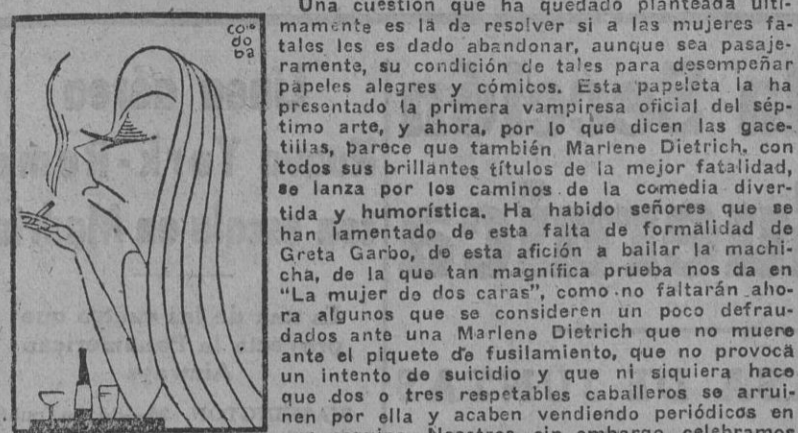 co
do
ba
Una cuestión que ha quedado planteada últi-
mamente es la de resolver si a las mujeres fa-
tales les es dado abandonar, aunque sea pasaje-
ramente, su condición de tales para desempeñar
papeles alegres y cómicos. Esta papeleta la ha
presentado la primera vampiresa oficial del sép-
timo arte, y ahora, por lo que dicen las gace-
tillas, parece que también Marlene Dietrich, con
todos sus brillantes títulos de la mejor fatalidad,
se lanza por los caminos de la comedia diver-
tida y humorística. Ha habido señores que se
han lamentado de esta falta de formalidad de
Greta Garbo, de esta afición a bailar la machi-
cha, de la que tan magnífica prueba nos da en
"La mujer de dos caras", como no faltarán aho-
ra algunos que se consideren un poco defrau-
dados ante una Marlene Dietrich que no muere
ante el piquete de fusilamiento, que no provoca
un intento de suicidio y que ni siquiera hace
que dos o tres respetables caballeros se arrui-
nen por ella y acaben vendiendo periódicos en
Nosotros, sin embargo, celebramos